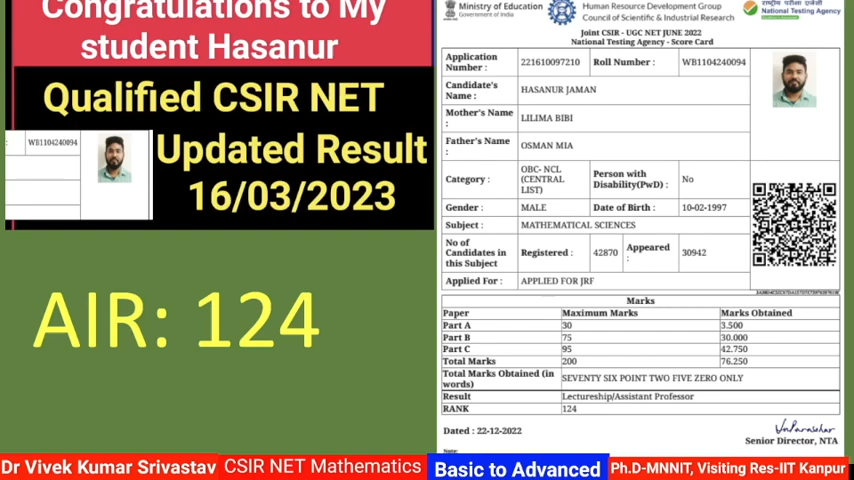 Congratulations to My
student Hasanur
Qualified CSIR NET
: WB1104240094
Updated Result
16/03/2023
AIR: 124
Ministry of Education
Government of India
Human Resource Development Group
Council of Scientific & Industrial Research
राष्ट्रीय परीक्षा एजेंसी
National Testing Agency
Joint CSIR - UGC NET JUNE 2022
National Testing Agency - Score Card
Application Number : 221610097210 Roll Number : WB1104240094
Candidate's Name : HASANUR JAMAN
Mother's Name : LILIMA BIBI
Father's Name : OSMAN MIA
Category : OBC- NCL (CENTRAL LIST) Person with Disability(PwD) : No
Gender : MALE Date of Birth : 10-02-1997
Subject : MATHEMATICAL SCIENCES
No of Candidates in this Subject Registered : 42870 Appeared : 30942
Applied For : APPLIED FOR JRF
Marks
Paper Maximum Marks Marks Obtained
Part A 30 3.500
Part B 75 30.000
Part C 95 42.750
Total Marks 200 76.250
Total Marks Obtained (in words) SEVENTY SIX POINT TWO FIVE ZERO ONLY
Result Lectureship/Assistant Professor
RANK 124
Dated : 22-12-2022
Senior Director, NTA
Note:
Dr Vivek Kumar Srivastav CSIR NET Mathematics Basic to Advanced Ph.D-MNNIT, Visiting Res-IIT Kanpur